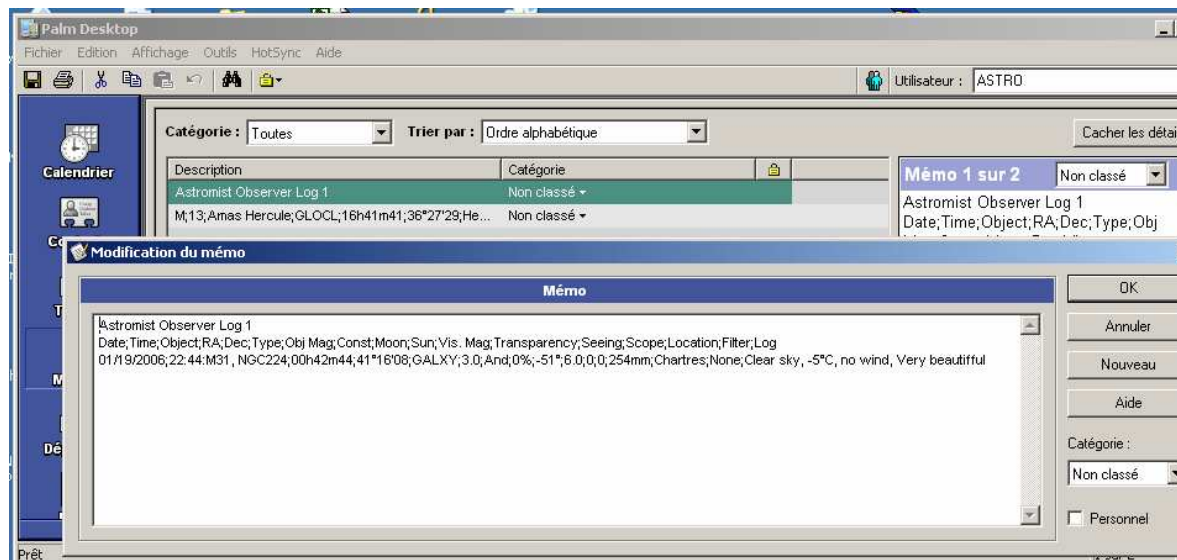 Palm Desktop
Fichier Edition Affichage Outils HotSync Aide
Utilisateur : ASTRO
Catégorie : Toutes Trier par : Ordre alphabétique Cacher les détai
Calendrier
Description Catégorie
Astromist Observer Log 1 Non classé
M;13;Amas Hercule;GLOCL;16h41m41;36°27'29;He... Non classé
Mémo 1 sur 2 Non classé
Astromist Observer Log 1
Date;Time;Object;RA;Dec;Type;Obj
Modification du mémo
Mémo
Astromist Observer Log 1
Date;Time;Object;RA;Dec;Type;Obj Mag;Const;Moon;Sun;Vis. Mag;Transparency;Seeing;Scope;Location;Filter;Log
01/19/2006;22:44:M31, NGC224;00h42m44;41°16'08;GALXY;3.0;And;0%;-51°;6.0;0;0;254mm;Chartres;None;Clear sky, -5°C, no wind, Very beautifful
OK
Annuler
Nouveau
Aide
Catégorie :
Non classé
Personnel
Dé
Prêt